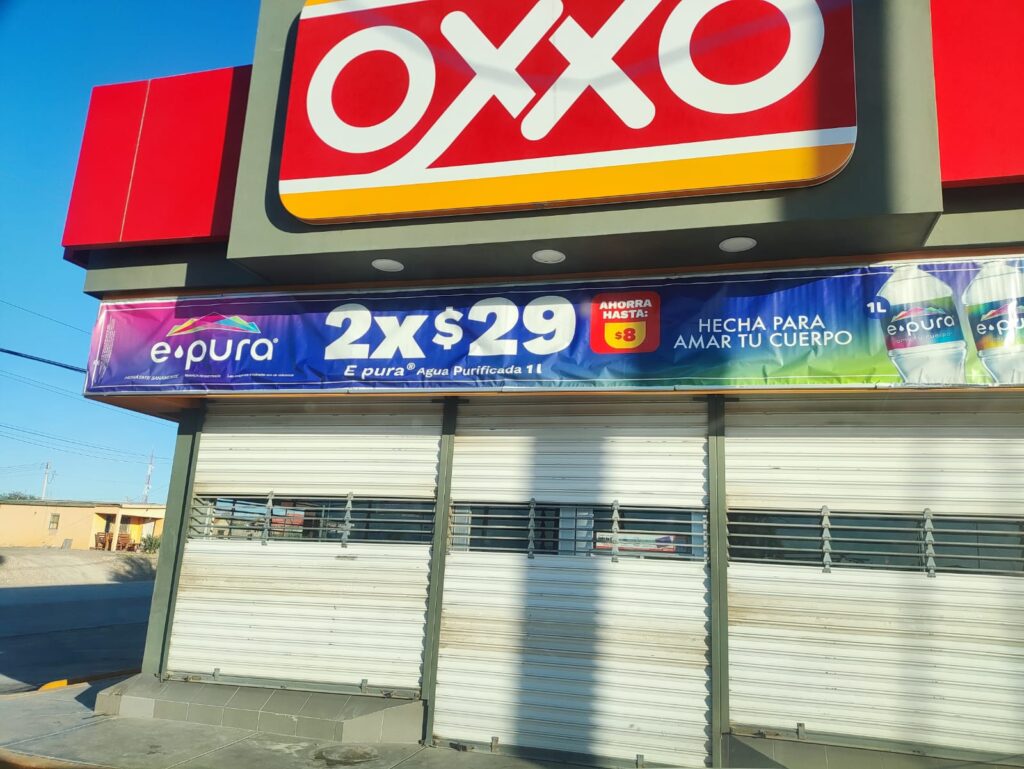 OXXO
e·pura®
2x$29
E pura® Agua Purificada 1L
AHORRA
HASTA:
$8
HECHA PARA
AMAR TU CUERPO
1L
e·pura
e·pura